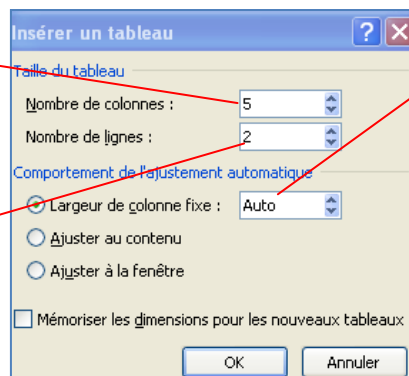 Insérer un tableau
Taille du tableau
Nombre de colonnes : 5
Nombre de lignes : 2
Comportement de l'ajustement automatique
Largeur de colonne fixe : Auto
Ajuster au contenu
Ajuster à la fenêtre
Mémoriser les dimensions pour les nouveaux tableaux
OK Annuler